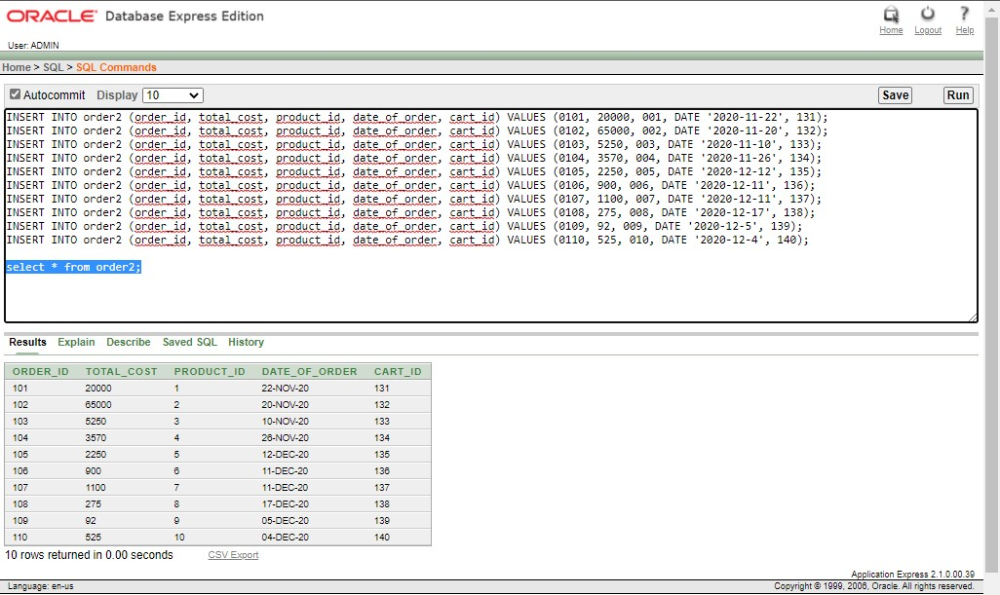 ORACLE Database Express Edition
Home Logout Help
User: ADMIN
Home > SQL > SQL Commands
Autocommit Display 10 Save Run
INSERT INTO order2 (order_id, total_cost, product_id, date_of_order, cart_id) VALUES (0101, 20000, 001, DATE '2020-11-22', 131);
INSERT INTO order2 (order_id, total_cost, product_id, date_of_order, cart_id) VALUES (0102, 65000, 002, DATE '2020-11-20', 132);
INSERT INTO order2 (order_id, total_cost, product_id, date_of_order, cart_id) VALUES (0103, 5250, 003, DATE '2020-11-10', 133);
INSERT INTO order2 (order_id, total_cost, product_id, date_of_order, cart_id) VALUES (0104, 3570, 004, DATE '2020-11-26', 134);
INSERT INTO order2 (order_id, total_cost, product_id, date_of_order, cart_id) VALUES (0105, 2250, 005, DATE '2020-12-12', 135);
INSERT INTO order2 (order_id, total_cost, product_id, date_of_order, cart_id) VALUES (0106, 900, 006, DATE '2020-12-11', 136);
INSERT INTO order2 (order_id, total_cost, product_id, date_of_order, cart_id) VALUES (0107, 1100, 007, DATE '2020-12-11', 137);
INSERT INTO order2 (order_id, total_cost, product_id, date_of_order, cart_id) VALUES (0108, 275, 008, DATE '2020-12-17', 138);
INSERT INTO order2 (order_id, total_cost, product_id, date_of_order, cart_id) VALUES (0109, 92, 009, DATE '2020-12-5', 139);
INSERT INTO order2 (order_id, total_cost, product_id, date_of_order, cart_id) VALUES (0110, 525, 010, DATE '2020-12-4', 140);
select * from order2;
Results Explain Describe Saved SQL History
ORDER_ID TOTAL_COST PRODUCT_ID DATE_OF_ORDER CART_ID
101 20000 1 22-NOV-20 131
102 65000 2 20-NOV-20 132
103 5250 3 10-NOV-20 133
104 3570 4 26-NOV-20 134
105 2250 5 12-DEC-20 135
106 900 6 11-DEC-20 136
107 1100 7 11-DEC-20 137
108 275 8 17-DEC-20 138
109 92 9 05-DEC-20 139
110 525 10 04-DEC-20 140
10 rows returned in 0.00 seconds CSV Export
Application Express 2.1.0.00.39
Language: en-us Copyright © 1999, 2006, Oracle. All rights reserved.